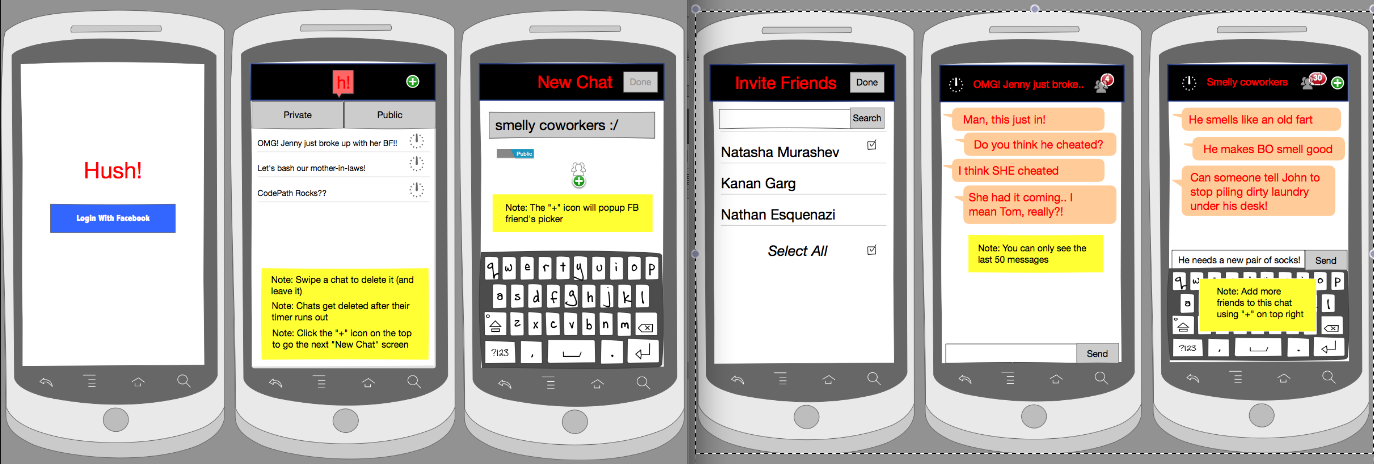 Hush!
Login With Facebook
h!
Private Public
OMG! Jenny just broke up with her BF!!
Let's bash our mother-in-laws!
CodePath Rocks??
Note: Swipe a chat to delete it (and
leave it)
Note: Chats get deleted after their
timer runs out
Note: Click the "+" icon on the top
to go the next "New Chat" screen
New Chat Done
smelly coworkers :/
Public
Note: The "+" icon will popup FB
friend's picker
q w e r t y u i o p
a s d f g h j k l
z x c v b n m
?123 , .
Invite Friends Done
Search
Natasha Murashev
Kanan Garg
Nathan Esquenazi
Select All
OMG! Jenny just broke.. 4
Man, this just in!
Do you think he cheated?
I think SHE cheated
She had it coming.. I
mean Tom, really?!
Note: You can only see the
last 50 messages
Send
Smelly coworkers 30
He smells like an old fart
He makes BO smell good
Can someone tell John to
stop piling dirty laundry
under his desk!
He needs a new pair of socks! Send
q w e r t y u i o p
a l
Note: Add more
friends to this chat
using "+" on top right
?123 , .